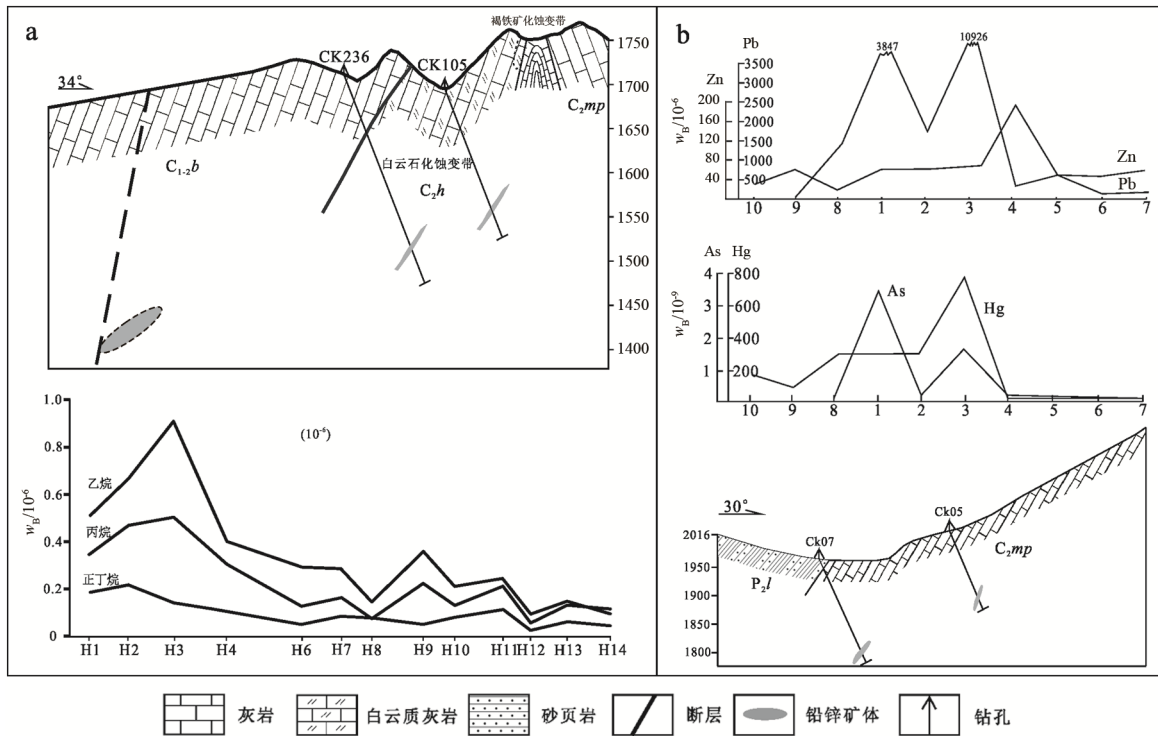 a
褐铁矿化蚀变带
CK236
CK105
34°
C₂mp
C₁₋₂b
白云石化蚀变带
C₂h
1750
1700
1650
1600
1550
1500
1450
1400
1.0
0.8
0.6
0.4
0.2
0
w_B/10⁻⁶
(10⁻⁶)
乙烷
丙烷
正丁烷
H1 H2 H3 H4 H6 H7 H8 H9 H10 H11 H12 H13 H14
b
Pb
Zn
3500
3000
2500
2000
1500
1000
500
200
160
120
80
40
w_B/10⁻⁶
3847
10926
Zn
Pb
10 9 8 1 2 3 4 5 6 7
As Hg
4 800
3 600
2 400
1 200
w_B/10⁻⁹
As
Hg
10 9 8 1 2 3 4 5 6 7
30°
Ck07
Ck05
C₂mp
P₂l
2016
1950
1900
1850
1800
灰岩
白云质灰岩
砂页岩
断层
铅锌矿体
钻孔